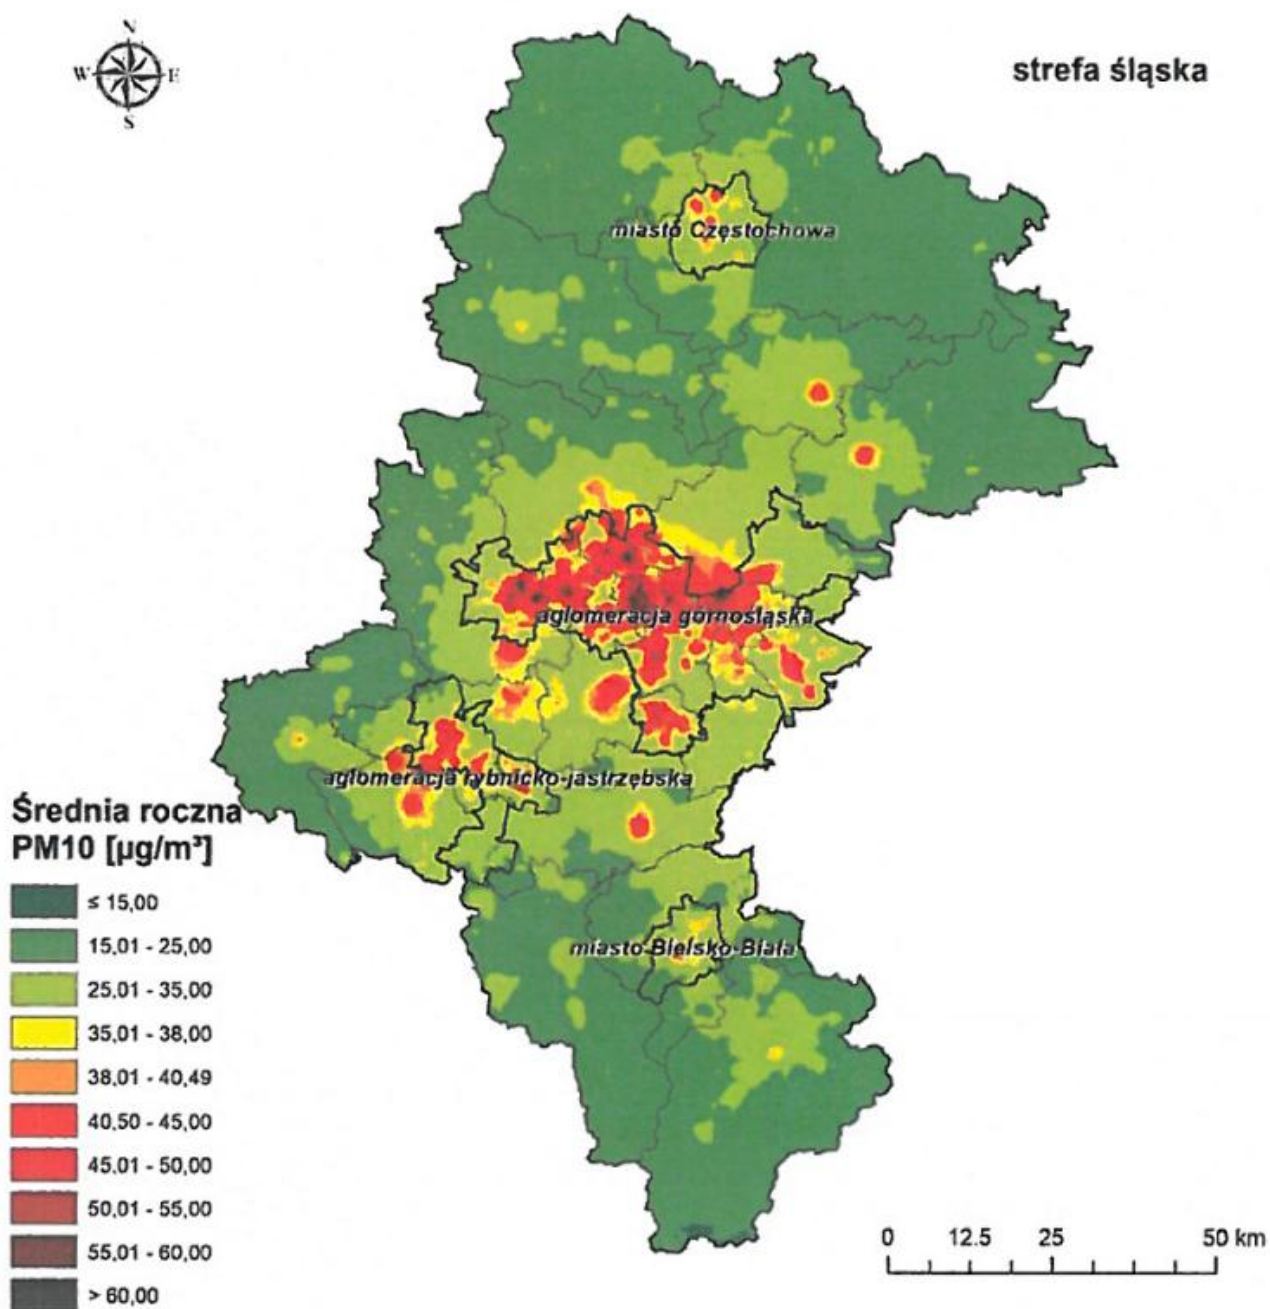 N
W E
S
strefa śląska
miasto Częstochowa
aglomeracja górnośląska
aglomeracja rybnicko-jastrzębska
miasto Bielsko-Biała
Średnia roczna
PM10 [µg/m³]
≤ 15,00
15,01 - 25,00
25,01 - 35,00
35,01 - 38,00
38,01 - 40,49
40,50 - 45,00
45,01 - 50,00
50,01 - 55,00
55,01 - 60,00
> 60,00
0 12.5 25 50 km